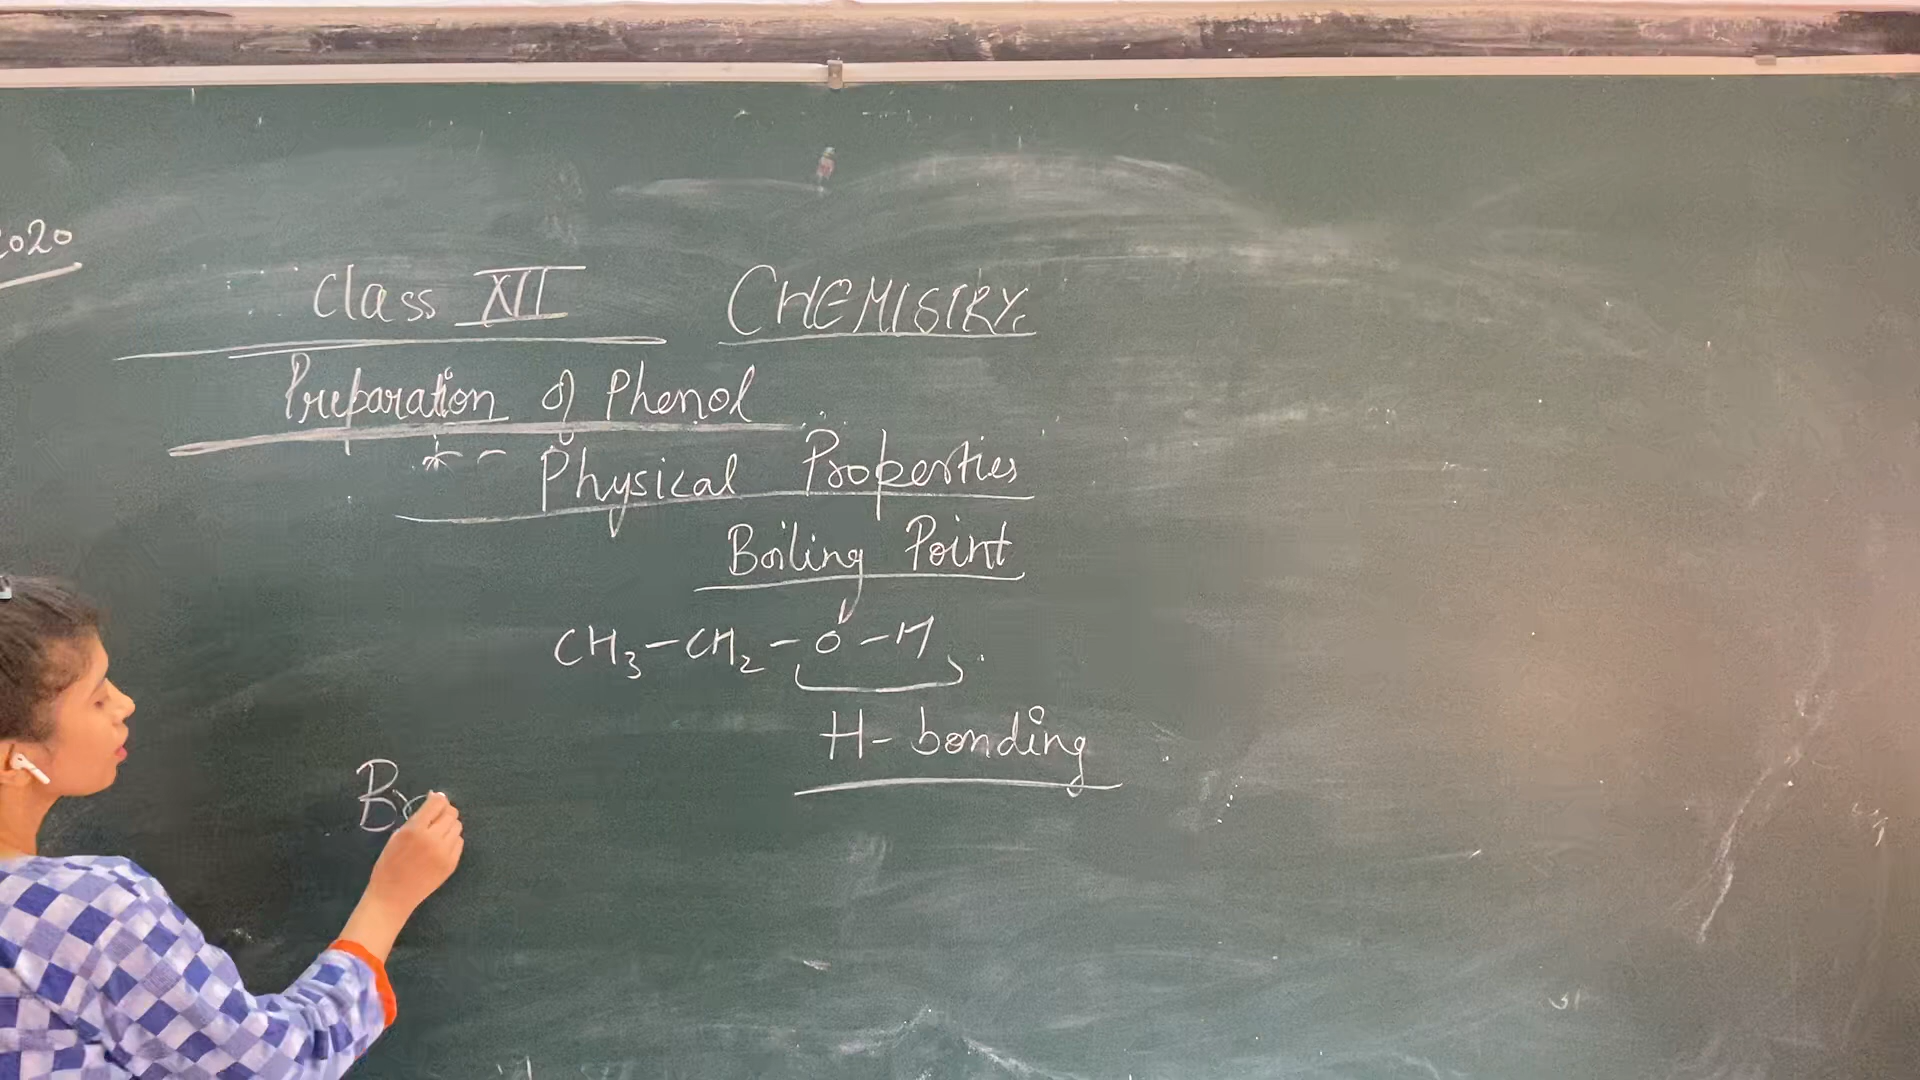 2020
Class XII CHEMISTRY.
Preparation of Phenol
* - Physical Properties
Boiling Point
CH3-CH2-O-H
H-bonding